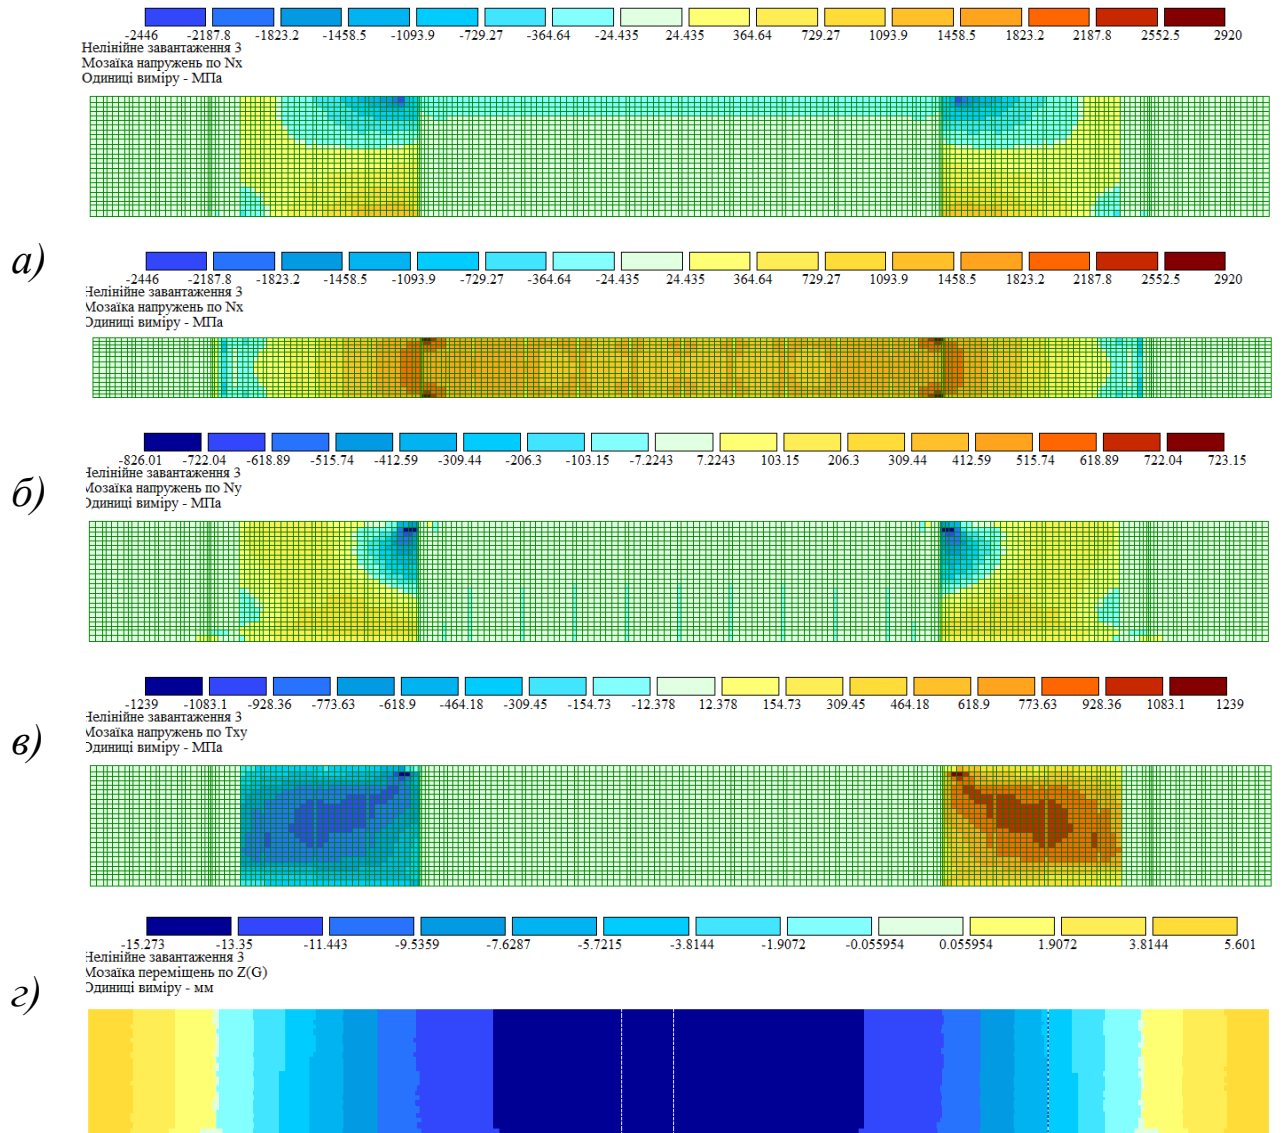 -2446 -2187.8 -1823.2 -1458.5 -1093.9 -729.27 -364.64 -24.435 24.435 364.64 729.27 1093.9 1458.5 1823.2 2187.8 2552.5 2920
Нелінійне завантаження 3
Мозаїка напружень по Nx
Одиниці виміру - МПа
а)
-2446 -2187.8 -1823.2 -1458.5 -1093.9 -729.27 -364.64 -24.435 24.435 364.64 729.27 1093.9 1458.5 1823.2 2187.8 2552.5 2920
Нелінійне завантаження 3
Мозаїка напружень по Nx
Одиниці виміру - МПа
б)
-826.01 -722.04 -618.89 -515.74 -412.59 -309.44 -206.3 -103.15 -7.2243 7.2243 103.15 206.3 309.44 412.59 515.74 618.89 722.04 723.15
Нелінійне завантаження 3
Мозаїка напружень по Ny
Одиниці виміру - МПа
в)
-1239 -1083.1 -928.36 -773.63 -618.9 -464.18 -309.45 -154.73 -12.378 12.378 154.73 309.45 464.18 618.9 773.63 928.36 1083.1 1239
Нелінійне завантаження 3
Мозаїка напружень по Txy
Одиниці виміру - МПа
г)
-15.273 -13.35 -11.443 -9.5359 -7.6287 -5.7215 -3.8144 -1.9072 -0.055954 0.055954 1.9072 3.8144 5.601
Нелінійне завантаження 3
Мозаїка переміщень по Z(G)
Одиниці виміру - мм